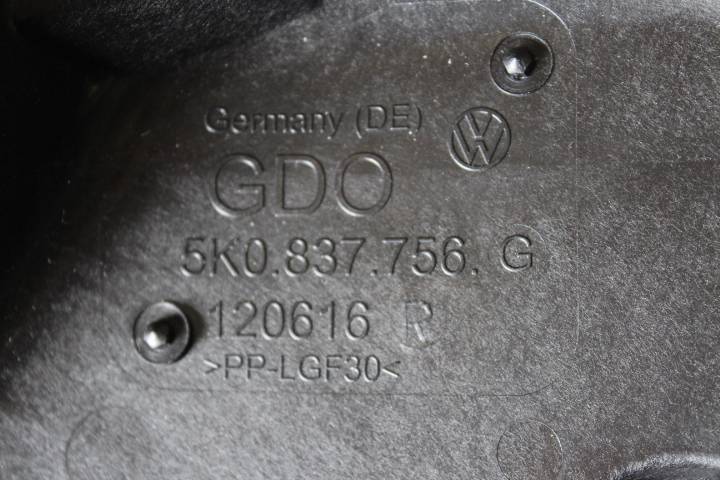 Germany (DE)
GDO
5K0.837.756. G
120616 R
>PP-LGF30<